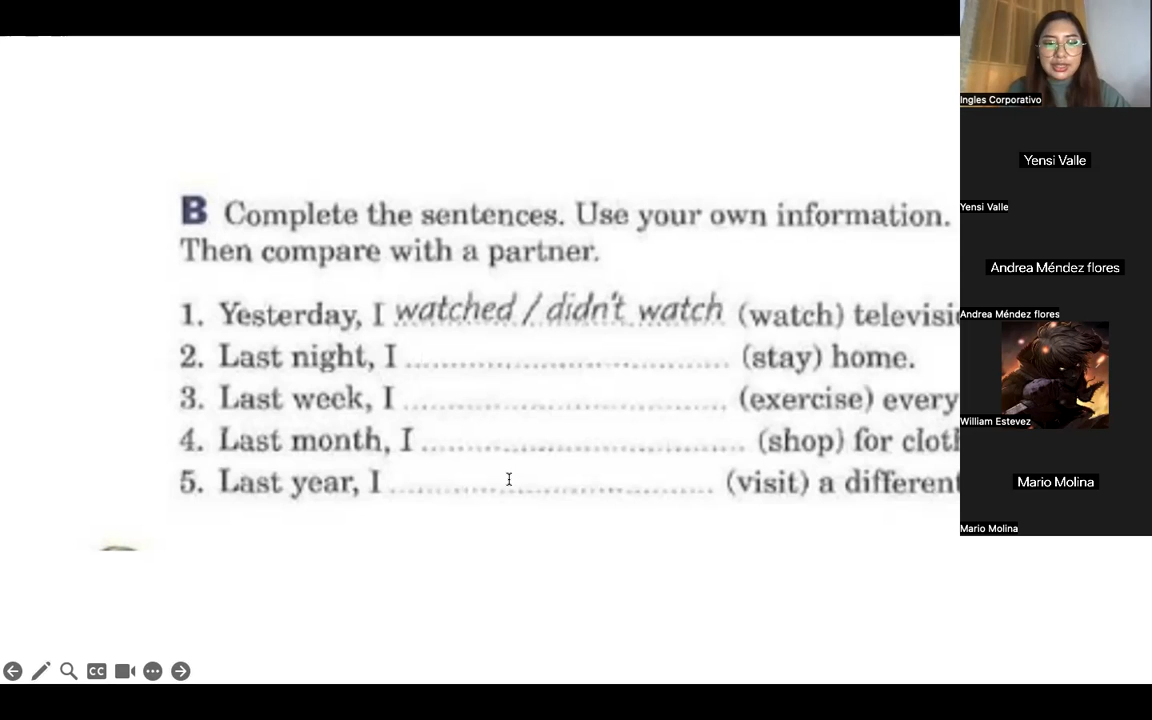 B Complete the sentences. Use your own information.
Then compare with a partner.
1. Yesterday, I watched / didn't watch (watch) televisi
2. Last night, I ........................................ (stay) home.
3. Last week, I ........................................ (exercise) every
4. Last month, I ........................................ (shop) for clot
5. Last year, I ........................................ (visit) a different
CC
Ingles Corporativo
Yensi Valle
Yensi Valle
Andrea Méndez flores
Andrea Méndez flores
William Estevez
Mario Molina
Mario Molina